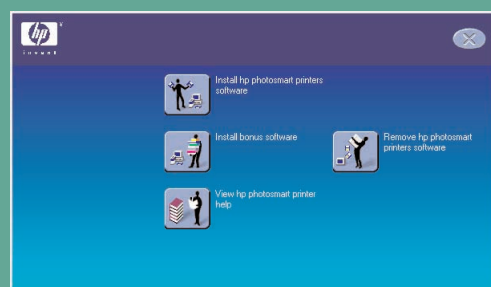 hp
invent
Install hp photosmart printers
software
Install bonus software
Remove hp photosmart
printers software
View hp photosmart printer
help